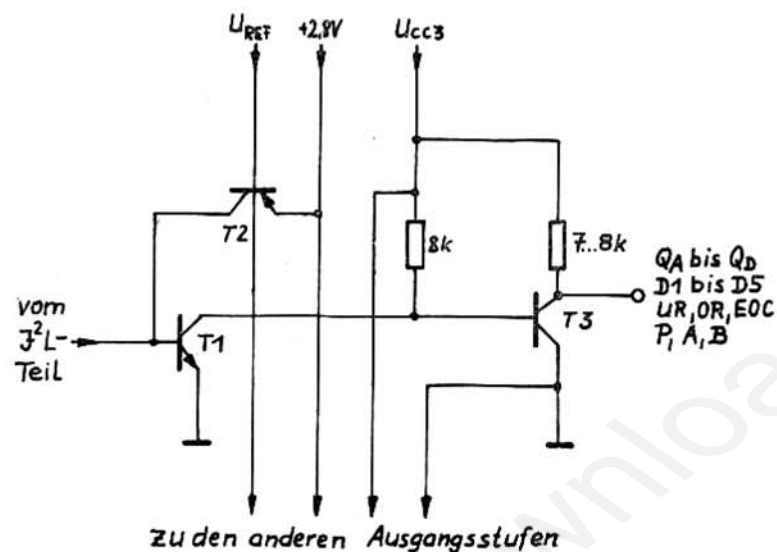 U_REF +2,8V U_CC3
T2
8k
7...8k
vom
I²L-
Teil
T1
T3
Q_A bis Q_D
D1 bis D5
UR, OR, EOC
P, A, B
zu den anderen Ausgangsstufen